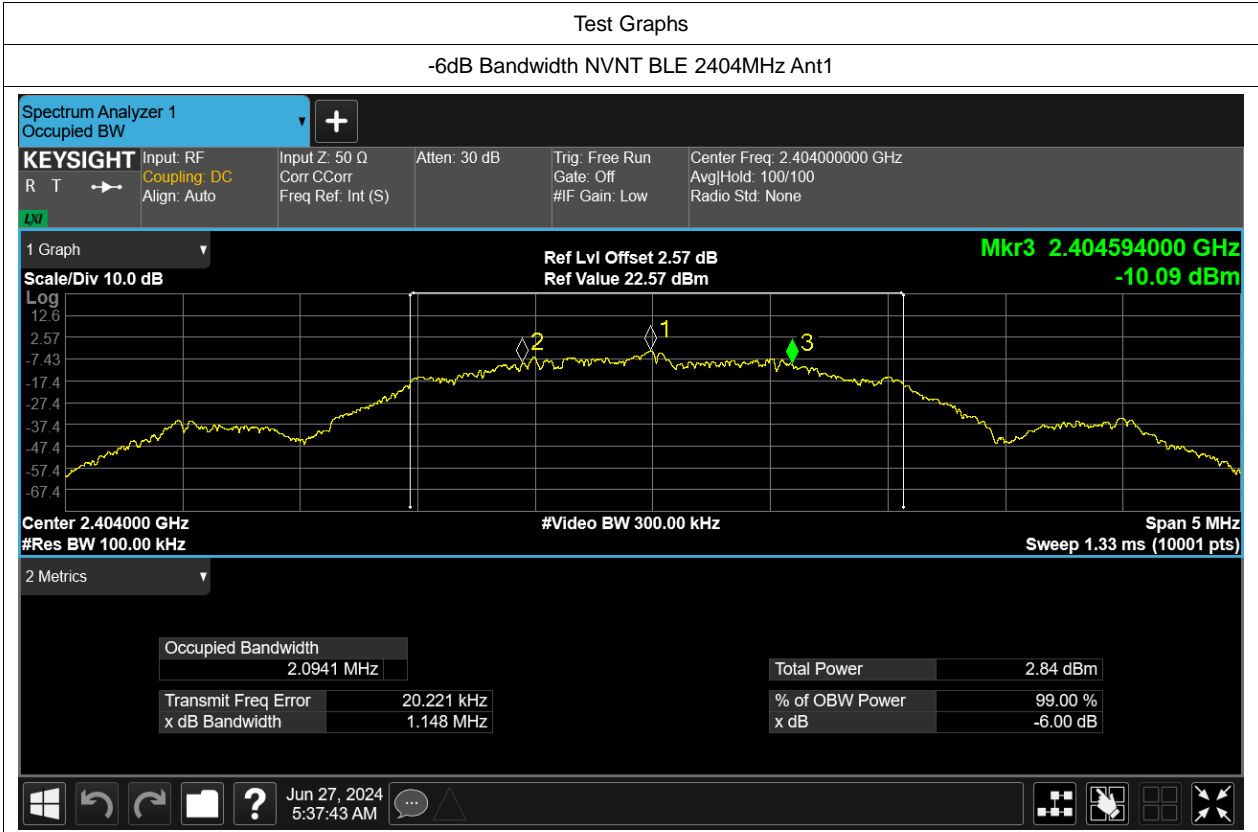 Test Graphs
-6dB Bandwidth NVNT BLE 2404MHz Ant1
Spectrum Analyzer 1
Occupied BW
KEYSIGHT
R T
LXI
Input: RF
Coupling: DC
Align: Auto
Input Z: 50 Ω
Corr CCorr
Freq Ref: Int (S)
Atten: 30 dB
Trig: Free Run
Gate: Off
#IF Gain: Low
Center Freq: 2.404000000 GHz
Avg|Hold: 100/100
Radio Std: None
1 Graph
Scale/Div 10.0 dB
Ref Lvl Offset 2.57 dB
Ref Value 22.57 dBm
Mkr3 2.404594000 GHz
-10.09 dBm
Log
12.6
2.57
-7.43
-17.4
-27.4
-37.4
-47.4
-57.4
-67.4
2
1
3
Center 2.404000 GHz
#Res BW 100.00 kHz
#Video BW 300.00 kHz
Span 5 MHz
Sweep 1.33 ms (10001 pts)
2 Metrics
Occupied Bandwidth
2.0941 MHz
Transmit Freq Error 20.221 kHz
x dB Bandwidth 1.148 MHz
Total Power 2.84 dBm
% of OBW Power 99.00 %
x dB -6.00 dB
?
Jun 27, 2024
5:37:43 AM